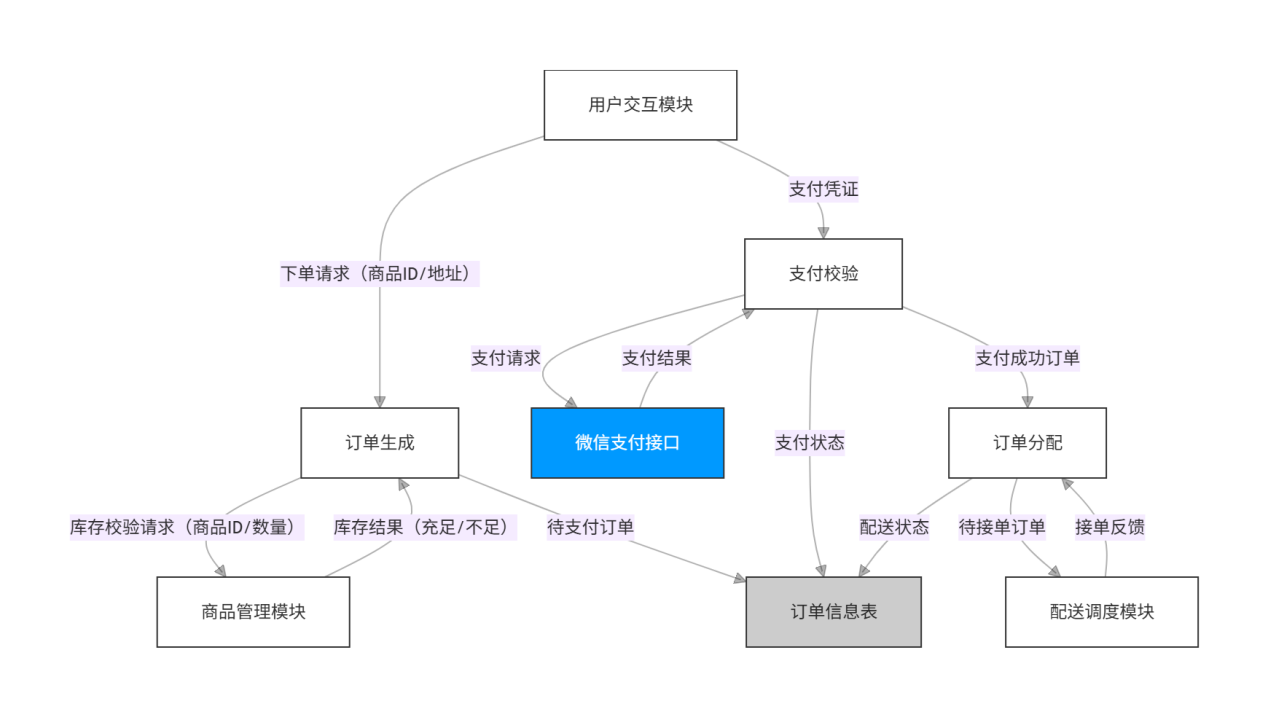 用户交互模块
支付凭证
下单请求（商品ID/地址）
支付校验
支付请求
支付结果
支付成功订单
订单生成
微信支付接口
支付状态
订单分配
库存校验请求（商品ID/数量）
库存结果（充足/不足）
待支付订单
配送状态
待接单订单
接单反馈
商品管理模块
订单信息表
配送调度模块